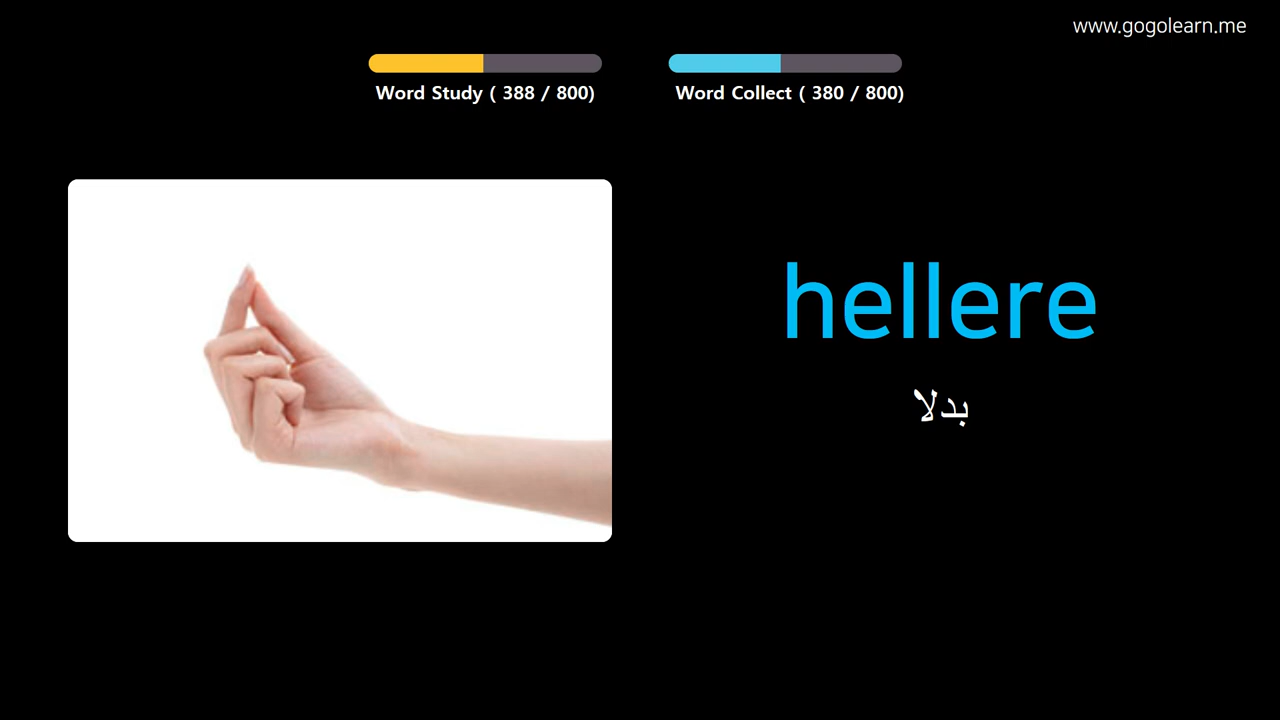 www.gogolearn.me
Word Study ( 388 / 800)
Word Collect ( 380 / 800)
hellere
بدلا